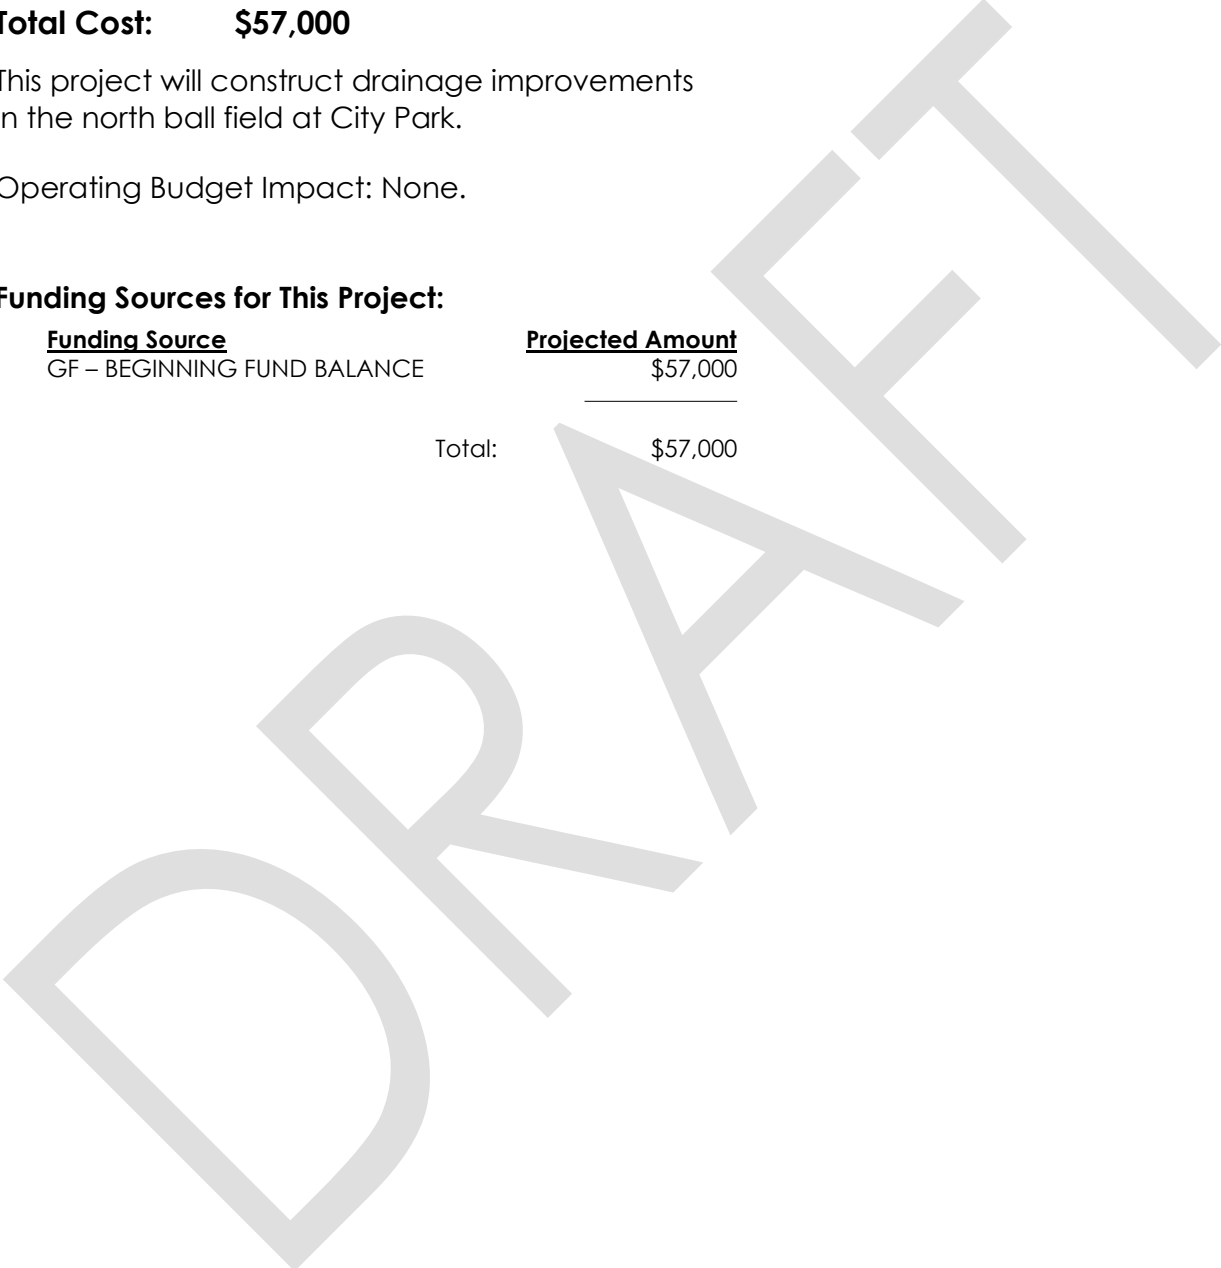 Total Cost: $57,000
This project will construct drainage improvements
in the north ball field at City Park.
Operating Budget Impact: None.
Funding Sources for This Project:
Funding Source Projected Amount
GF – BEGINNING FUND BALANCE $57,000
Total: $57,000
DRAFT